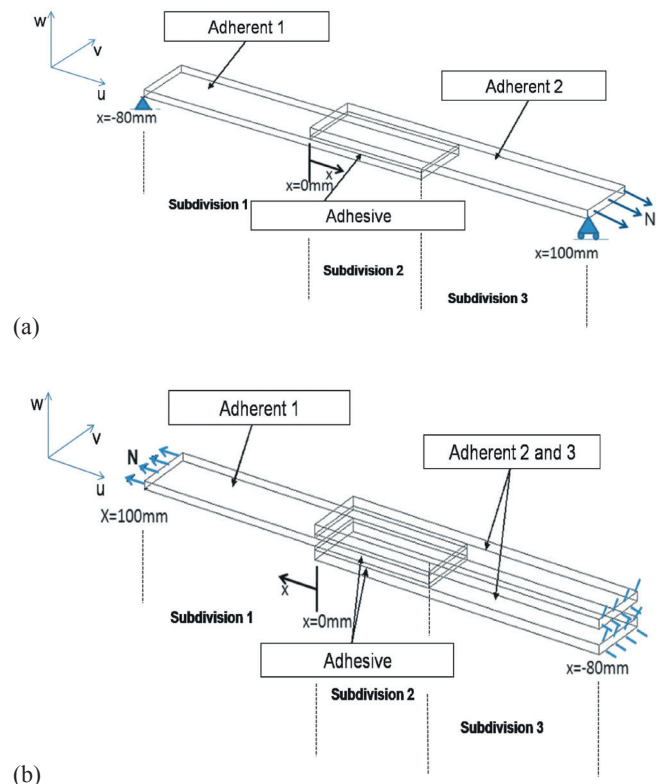 w
v
u
Adherent 1
Adherent 2
x=-80mm
x=0mm
x
Subdivision 1
Adhesive
N
x=100mm
Subdivision 2
Subdivision 3
(a)
w
v
u
Adherent 1
N
Adherent 2 and 3
X=100mm
x
x=0mm
Subdivision 1
Adhesive
x=-80mm
Subdivision 2
Subdivision 3
(b)